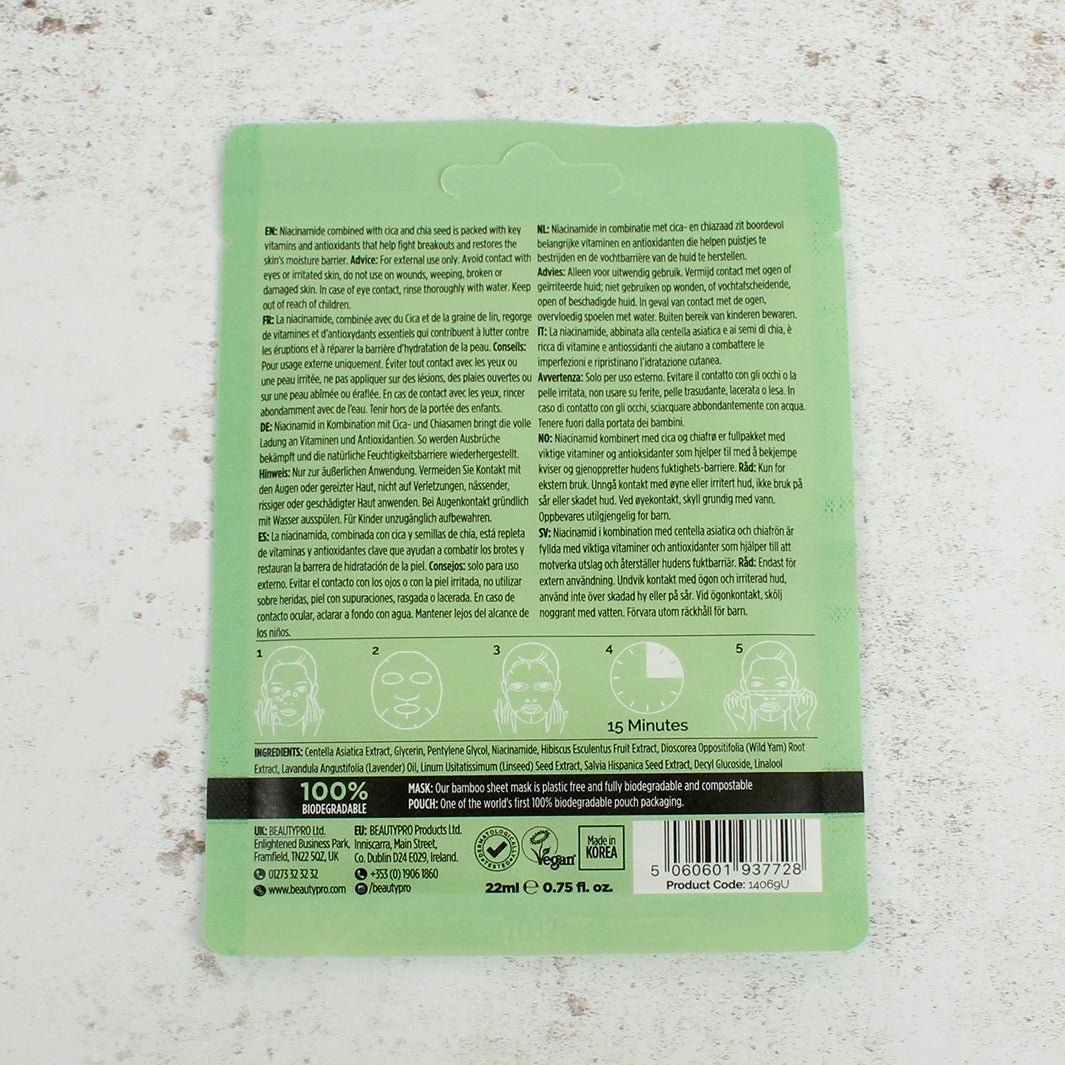 EN: Niacinamide combined with cica and chia seed is packed with key
vitamins and antioxidants that help fight breakouts and restores the
skin's moisture barrier. Advice: For external use only. Avoid contact with
eyes or irritated skin, do not use on wounds, weeping, broken or
damaged skin. In case of eye contact, rinse thoroughly with water. Keep
out of reach of children.
FR: La niacinamide, combinée avec du Cica et de la graine de lin, regorge
de vitamines et d'antioxydants essentiels qui contribuent à lutter contre
les éruptions et à réparer la barrière d'hydratation de la peau. Conseils:
Pour usage externe uniquement. Éviter tout contact avec les yeux ou
une peau irritée, ne pas appliquer sur des lésions, des plaies ouvertes ou
sur une peau abîmée ou éraflée. En cas de contact avec les yeux, rincer
abondamment avec de l'eau. Tenir hors de la portée des enfants.
DE: Niacinamid in Kombination mit Cica- und Chiasamen bringt die volle
Ladung an Vitaminen und Antioxidantien. So werden Ausbrüche
bekämpft und die natürliche Feuchtigkeitsbarriere wiederhergestellt.
Hinweis: Nur zur äußerlichen Anwendung. Vermeiden Sie Kontakt mit
den Augen oder gereizter Haut, nicht auf Verletzungen, nässender,
rissiger oder geschädigter Haut anwenden. Bei Augenkontakt gründlich
mit Wasser ausspülen. Für Kinder unzugänglich aufbewahren.
ES: La niacinamida, combinada con cica y semillas de chía, está repleta
de vitaminas y antioxidantes clave que ayudan a combatir los brotes y
restauran la barrera de hidratación de la piel. Consejos: solo para uso
externo. Evitar el contacto con los ojos o con la piel irritada, no utilizar
sobre heridas, piel con supuraciones, rasgada o lacerada. En caso de
contacto ocular, aclarar a fondo con agua. Mantener lejos del alcance de
los niños.
NL: Niacinamide in combinatie met cica- en chiazaad zit boordevol
belangrijke vitaminen en antioxidanten die helpen puistjes te
bestrijden en de vochtbarrière van de huid te herstellen.
Advies: Alleen voor uitwendig gebruik. Vermijd contact met ogen of
geïrriteerde huid; niet gebruiken op wonden, of vochtafscheidende,
open of beschadigde huid. In geval van contact met de ogen,
overvloedig spoelen met water. Buiten bereik van kinderen bewaren.
IT: La niacinamide, abbinata alla centella asiatica e ai semi di chia, è
ricca di vitamine e antiossidanti che aiutano a combattere le
imperfezioni e ripristinano l'idratazione cutanea.
Avvertenza: Solo per uso esterno. Evitare il contatto con gli occhi o la
pelle irritata, non usare su ferite, pelle trasudante, lacerata o lesa. In
caso di contatto con gli occhi, sciacquare abbondantemente con acqua.
Tenere fuori dalla portata dei bambini.
NO: Niacinamid kombinert med cica og chiafrø er fullpakket med
viktige vitaminer og antioksidanter som hjelper til med å bekjempe
kviser og gjenoppretter hudens fuktighets-barriere. Råd: Kun for
ekstern bruk. Unngå kontakt med øyne eller irritert hud, ikke bruk på
sår eller skadet hud. Ved øyekontakt, skyll grundig med vann.
Oppbevares utilgjengelig for barn.
SV: Niacinamid i kombination med centella asiatica och chiafrön är
fyllda med viktiga vitaminer och antioxidanter som hjälper till att
motverka utslag och återställer hudens fuktbarriär. Råd: Endast för
extern användning. Undvik kontakt med ögon och irriterad hud,
använd inte över skadad hy eller på sår. Vid ögonkontakt, skölj
noggrant med vatten. Förvara utom räckhåll för barn.
1 2 3 4 5
15 Minutes
INGREDIENTS: Centella Asiatica Extract, Glycerin, Pentylene Glycol, Niacinamide, Hibiscus Esculentus Fruit Extract, Dioscorea Oppositifolia (Wild Yam) Root
Extract, Lavandula Angustifolia (Lavender) Oil, Linum Usitatissimum (Linseed) Seed Extract, Salvia Hispanica Seed Extract, Decyl Glucoside, Linalool
100%
BIODEGRADABLE
MASK: Our bamboo sheet mask is plastic free and fully biodegradable and compostable
POUCH: One of the world's first 100% biodegradable pouch packaging.
UK: BEAUTYPRO Ltd.
Enlightened Business Park,
Framfield, TN22 5QZ, UK
01273 32 32 32
www.beautypro.com
EU: BEAUTYPRO Products Ltd.
Inniscarra, Main Street,
Co. Dublin D24 E029, Ireland.
+353 (0) 1906 1860
/beautypro
DERMATOLOGICALLY
TESTED
Vegan
Made in
KOREA
22ml e 0.75 fl. oz.
5 060601 937728
Product Code: 14069U